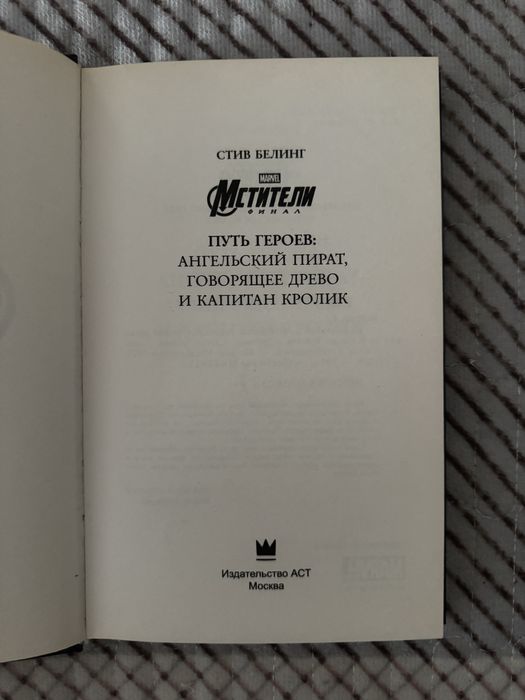 СТИВ БЕЛИНГ
MARVEL
МСТИТЕЛИ
ФИНАЛ
ПУТЬ ГЕРОЕВ:
АНГЕЛЬСКИЙ ПИРАТ,
ГОВОРЯЩЕЕ ДРЕВО
И КАПИТАН КРОЛИК
Издательство АСТ
Москва